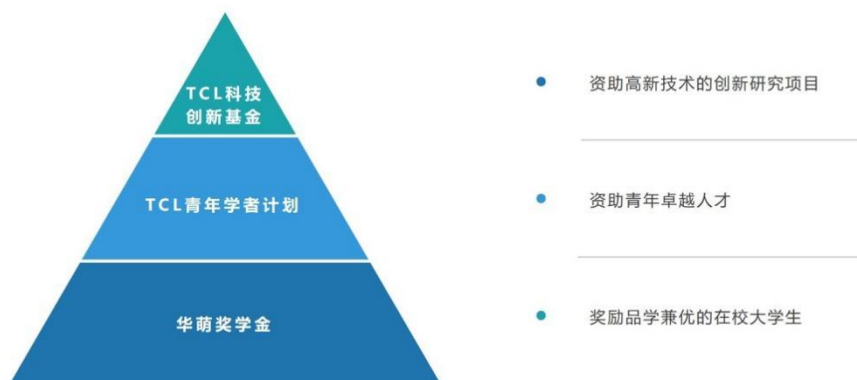 TCL科技
创新基金
资助高新技术的创新研究项目
TCL青年学者计划
资助青年卓越人才
华萌奖学金
奖励品学兼优的在校大学生